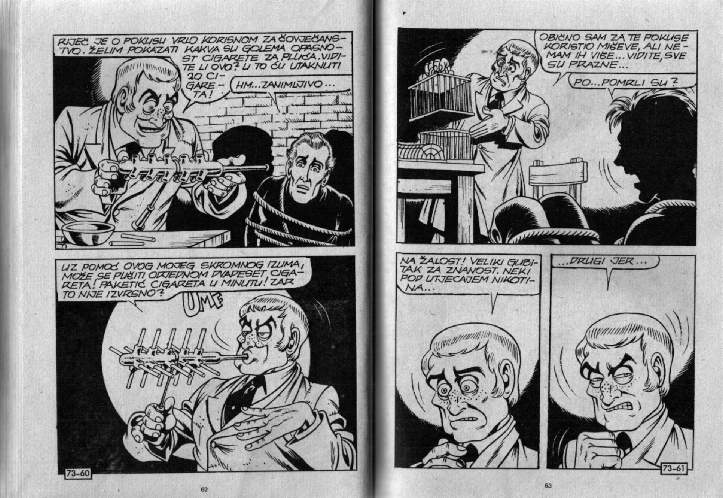 RIJEČ JE O POKUSU VRLO KORISNOM ZA ČOVJEČANS-
TVO. ŽELIM POKAZATI KAKVA SU GOLEMA OPASNO-
ST CIGARETE ZA PLUĆA. VIDI-
TE LI OVO? U TO ĆU UTAKNUTI
20 CI-
GARE-
TA!
HM...ZANIMLJIVO...
UZ POMOĆ OVOG MOJEG SKROMNOG IZUMA,
MOŽE SE PUŠITI ODJEDNOM DVADESET CIGA-
RETA! PAKETIĆ CIGARETA U MINUTU! ZAR
TO NIJE IZVRSNO?
73-60
62
OBIČNO SAM ZA TE POKUSE
KORISTIO MIŠEVE, ALI NE-
MAM IH VIŠE...VIDITE, SVE
SU PRAZNE.
PO...POMRLI SU?
NA ŽALOST! VELIKI GUBI-
TAK ZA ZNANOST. NEKI
POD UTJECAJEM NIKOTI-
NA...
...DRUGI JER...
73-61
63